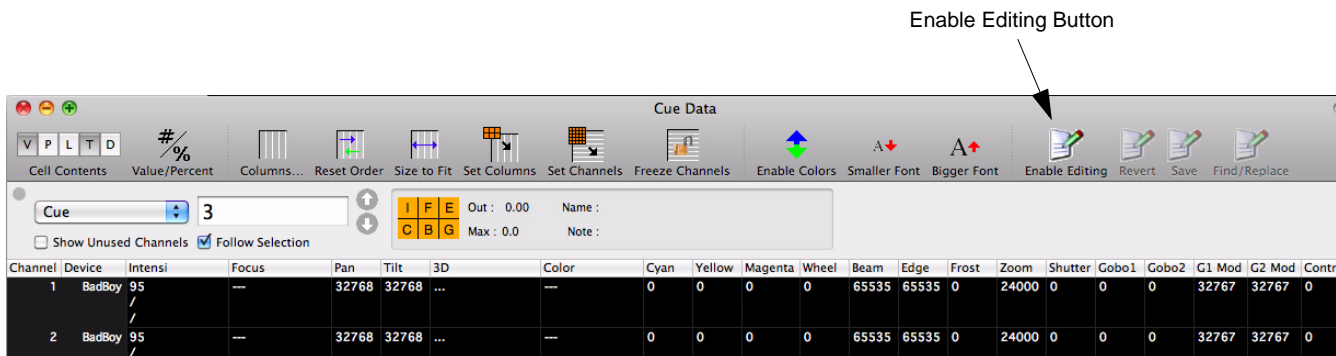 Enable Editing Button
Cue Data
V P L T D
#/%
A A
Cell Contents Value/Percent Columns... Reset Order Size to Fit Set Columns Set Channels Freeze Channels Enable Colors Smaller Font Bigger Font Enable Editing Revert Save Find/Replace
Cue 3
I F E Out : 0.00 Name :
C B G Max : 0.0 Note :
Show Unused Channels Follow Selection
Channel Device Intensi Focus Pan Tilt 3D Color Cyan Yellow Magenta Wheel Beam Edge Frost Zoom Shutter Gobo1 Gobo2 G1 Mod G2 Mod Contr
1 BadBoy 95 --- 32768 32768 ... --- 0 0 0 0 65535 65535 0 24000 0 0 0 32767 32767 0
/
/
2 BadBoy 95 --- 32768 32768 ... --- 0 0 0 0 65535 65535 0 24000 0 0 0 32767 32767 0
/